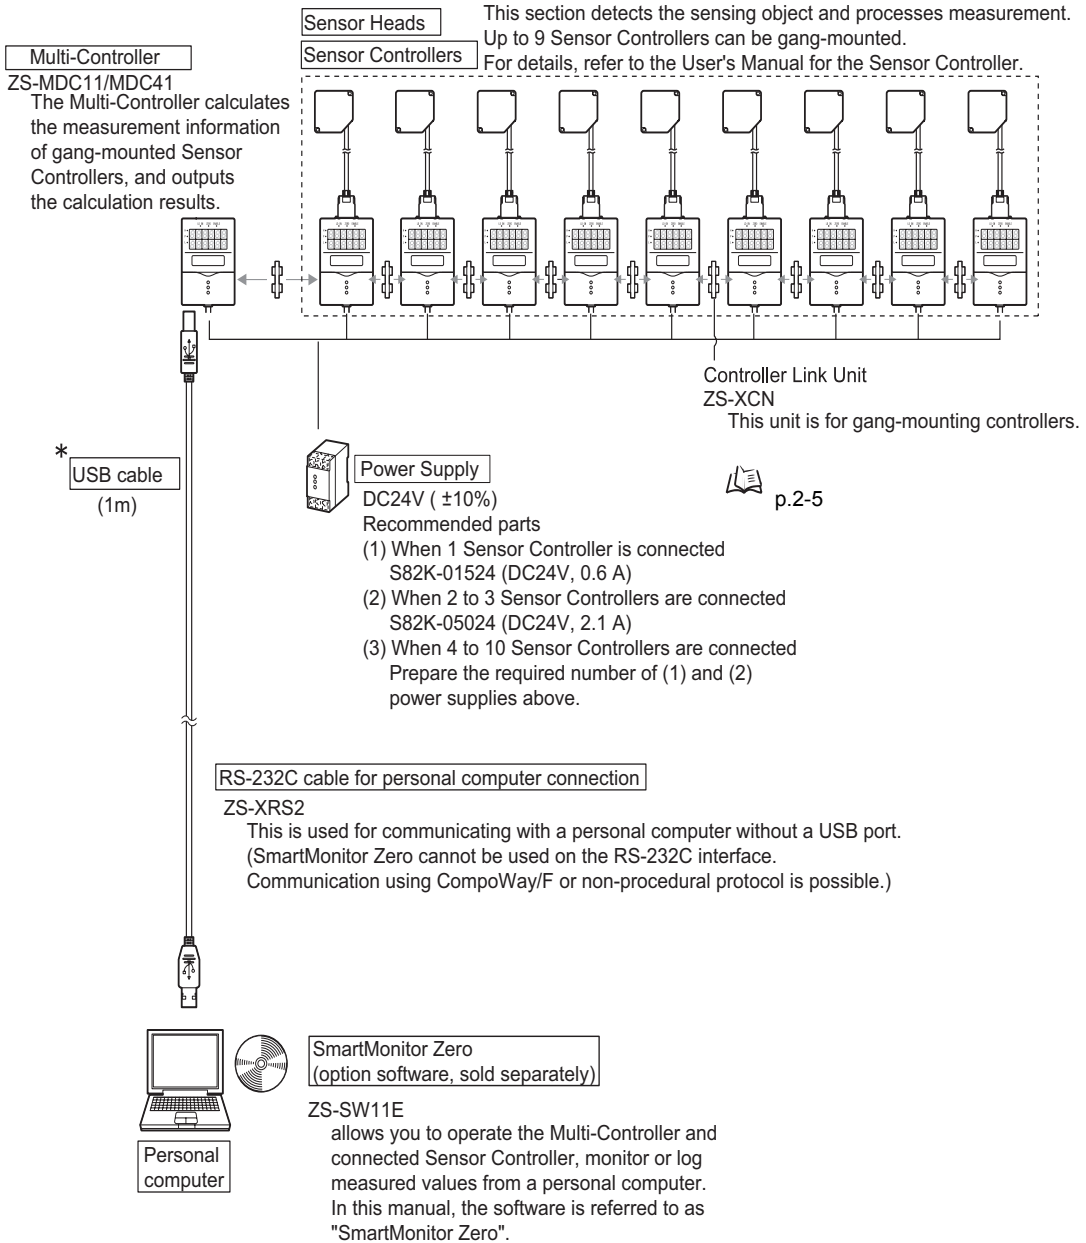 Sensor Heads
This section detects the sensing object and processes measurement.
Up to 9 Sensor Controllers can be gang-mounted.
Sensor Controllers
For details, refer to the User's Manual for the Sensor Controller.
Multi-Controller
ZS-MDC11/MDC41
The Multi-Controller calculates
the measurement information
of gang-mounted Sensor
Controllers, and outputs
the calculation results.
Controller Link Unit
ZS-XCN
This unit is for gang-mounting controllers.
p.2-5
*
USB cable
(1m)
Power Supply
DC24V ( ±10%)
Recommended parts
(1) When 1 Sensor Controller is connected
S82K-01524 (DC24V, 0.6 A)
(2) When 2 to 3 Sensor Controllers are connected
S82K-05024 (DC24V, 2.1 A)
(3) When 4 to 10 Sensor Controllers are connected
Prepare the required number of (1) and (2)
power supplies above.
RS-232C cable for personal computer connection
ZS-XRS2
This is used for communicating with a personal computer without a USB port.
(SmartMonitor Zero cannot be used on the RS-232C interface.
Communication using CompoWay/F or non-procedural protocol is possible.)
SmartMonitor Zero
(option software, sold separately)
ZS-SW11E
allows you to operate the Multi-Controller and
connected Sensor Controller, monitor or log
measured values from a personal computer.
In this manual, the software is referred to as
"SmartMonitor Zero".
Personal
computer